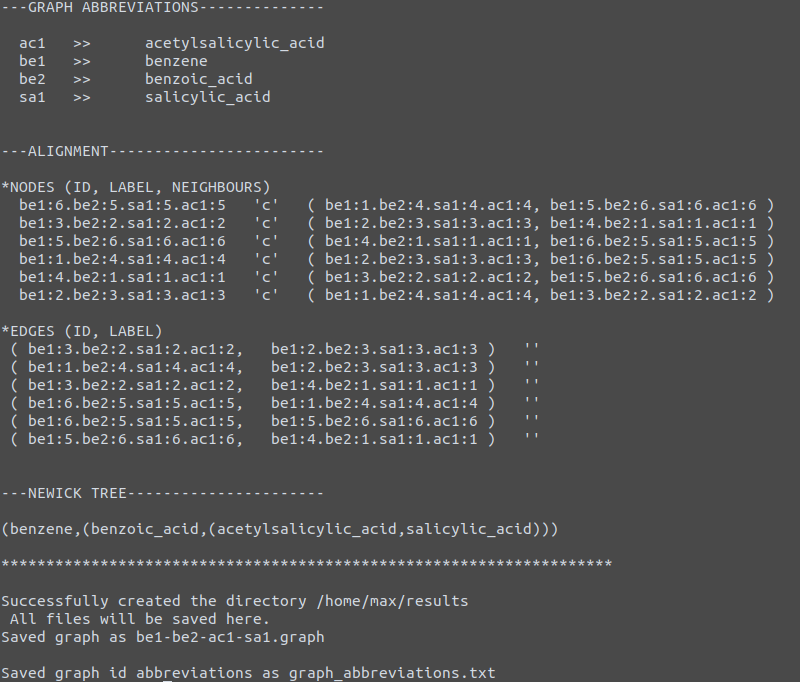 ---GRAPH ABBREVIATIONS--------------
ac1 >> acetylsalicylic_acid
be1 >> benzene
be2 >> benzoic_acid
sa1 >> salicylic_acid
---ALIGNMENT------------------------
*NODES (ID, LABEL, NEIGHBOURS)
be1:6.be2:5.sa1:5.ac1:5 'c' ( be1:1.be2:4.sa1:4.ac1:4, be1:5.be2:6.sa1:6.ac1:6 )
be1:3.be2:2.sa1:2.ac1:2 'c' ( be1:2.be2:3.sa1:3.ac1:3, be1:4.be2:1.sa1:1.ac1:1 )
be1:5.be2:6.sa1:6.ac1:6 'c' ( be1:4.be2:1.sa1:1.ac1:1, be1:6.be2:5.sa1:5.ac1:5 )
be1:1.be2:4.sa1:4.ac1:4 'c' ( be1:2.be2:3.sa1:3.ac1:3, be1:6.be2:5.sa1:5.ac1:5 )
be1:4.be2:1.sa1:1.ac1:1 'c' ( be1:3.be2:2.sa1:2.ac1:2, be1:5.be2:6.sa1:6.ac1:6 )
be1:2.be2:3.sa1:3.ac1:3 'c' ( be1:1.be2:4.sa1:4.ac1:4, be1:3.be2:2.sa1:2.ac1:2 )
*EDGES (ID, LABEL)
( be1:3.be2:2.sa1:2.ac1:2, be1:2.be2:3.sa1:3.ac1:3 ) ''
( be1:1.be2:4.sa1:4.ac1:4, be1:2.be2:3.sa1:3.ac1:3 ) ''
( be1:3.be2:2.sa1:2.ac1:2, be1:4.be2:1.sa1:1.ac1:1 ) ''
( be1:6.be2:5.sa1:5.ac1:5, be1:1.be2:4.sa1:4.ac1:4 ) ''
( be1:6.be2:5.sa1:5.ac1:5, be1:5.be2:6.sa1:6.ac1:6 ) ''
( be1:5.be2:6.sa1:6.ac1:6, be1:4.be2:1.sa1:1.ac1:1 ) ''
---NEWICK TREE----------------------
(benzene,(benzoic_acid,(acetylsalicylic_acid,salicylic_acid)))
********************************************************************
Successfully created the directory /home/max/results
All files will be saved here.
Saved graph as be1-be2-ac1-sa1.graph
Saved graph id abbreviations as graph_abbreviations.txt